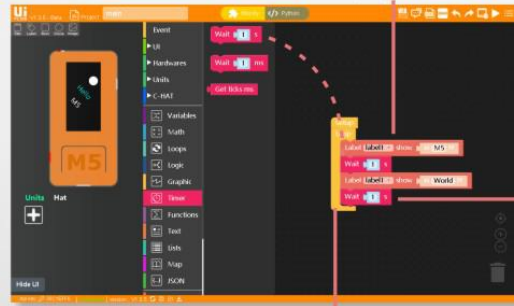 Ui
Blockly
</> Python
Event
UI
Hardwares
Units
C-HAT
Variables
Math
Loops
Logic
Graphic
Timer
Functions
Text
Lists
Map
JSON
Wait 1 s
Wait 1 ms
Get ticks ms
Hello
M5
M5
Units Hat
Hide UI
Setup
Label label1 show " M5 "
Wait 1 s
Label label1 show " World "
Wait 1 s